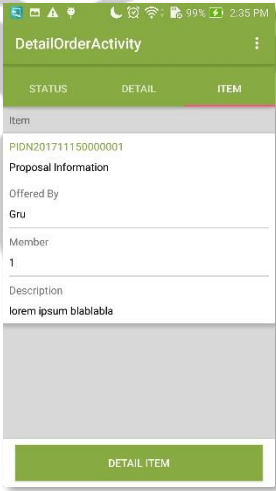 99% 2:35 PM
DetailOrderActivity
STATUS DETAIL ITEM
Item
PIDN201711150000001
Proposal Information
Offered By
Gru
Member
1
Description
lorem ipsum blablabla
DETAIL ITEM